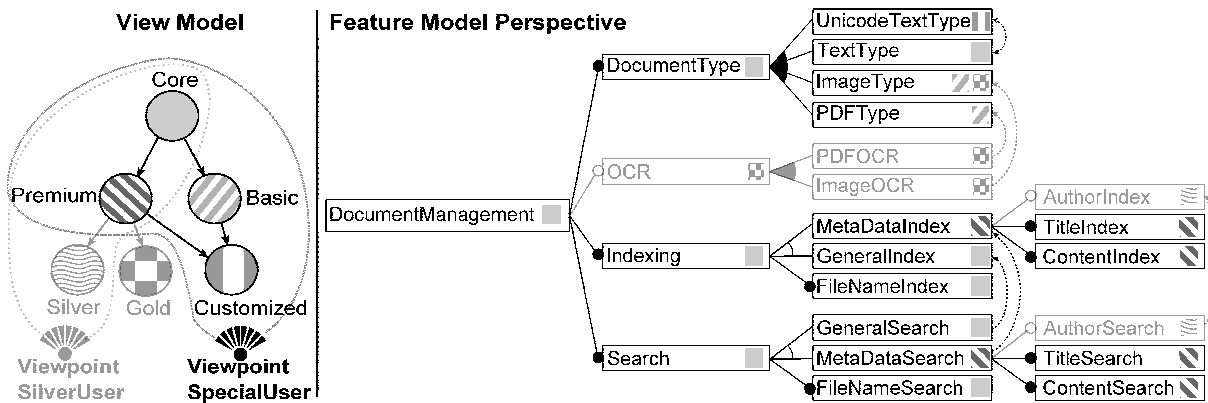 View Model
Feature Model Perspective
Core
Premium
Basic
Silver
Gold
Customized
Viewpoint
SilverUser
Viewpoint
SpecialUser
DocumentManagement
DocumentType
UnicodeTextType
TextType
ImageType
PDFType
OCR
PDFOCR
ImageOCR
Indexing
MetaDataIndex
GeneralIndex
FileNameIndex
AuthorIndex
TitleIndex
ContentIndex
Search
GeneralSearch
MetaDataSearch
FileNameSearch
AuthorSearch
TitleSearch
ContentSearch